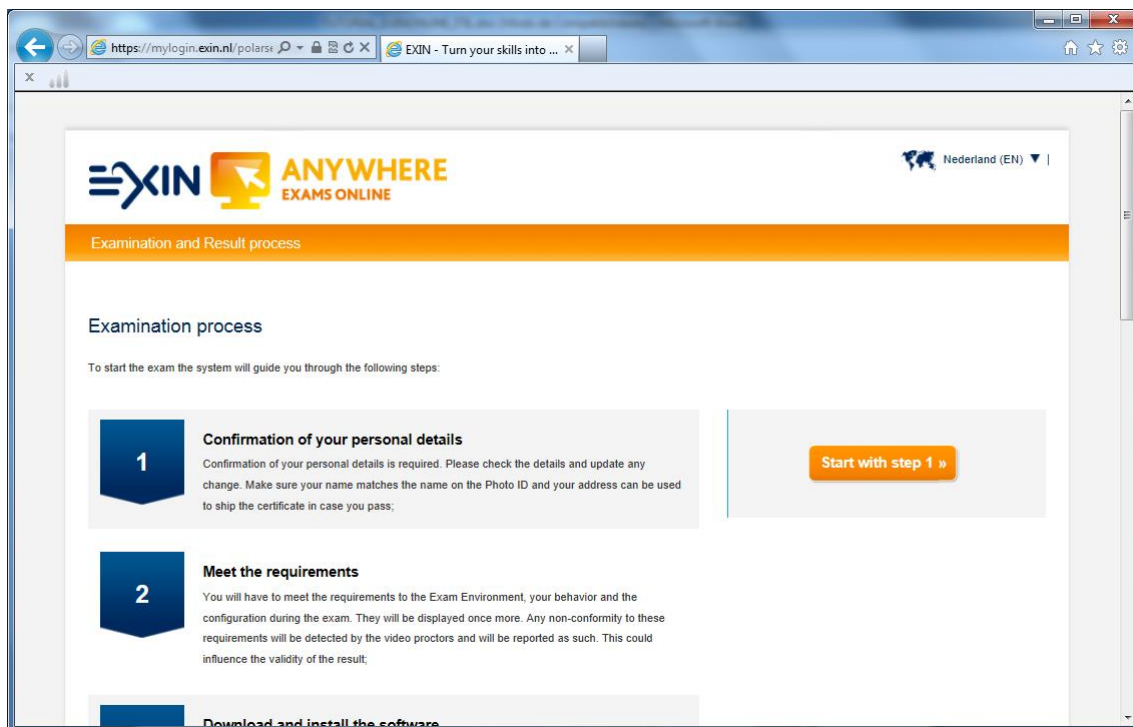 https://mylogin.exin.nl/polarse
EXIN - Turn your skills into ...
EXIN ANYWHERE
EXAMS ONLINE
Nederland (EN) ▼ |
Examination and Result process
Examination process
To start the exam the system will guide you through the following steps:
1
Confirmation of your personal details
Confirmation of your personal details is required. Please check the details and update any
change. Make sure your name matches the name on the Photo ID and your address can be used
to ship the certificate in case you pass;
Start with step 1 »
2
Meet the requirements
You will have to meet the requirements to the Exam Environment, your behavior and the
configuration during the exam. They will be displayed once more. Any non-conformity to these
requirements will be detected by the video proctors and will be reported as such. This could
influence the validity of the result;
Download and install the software